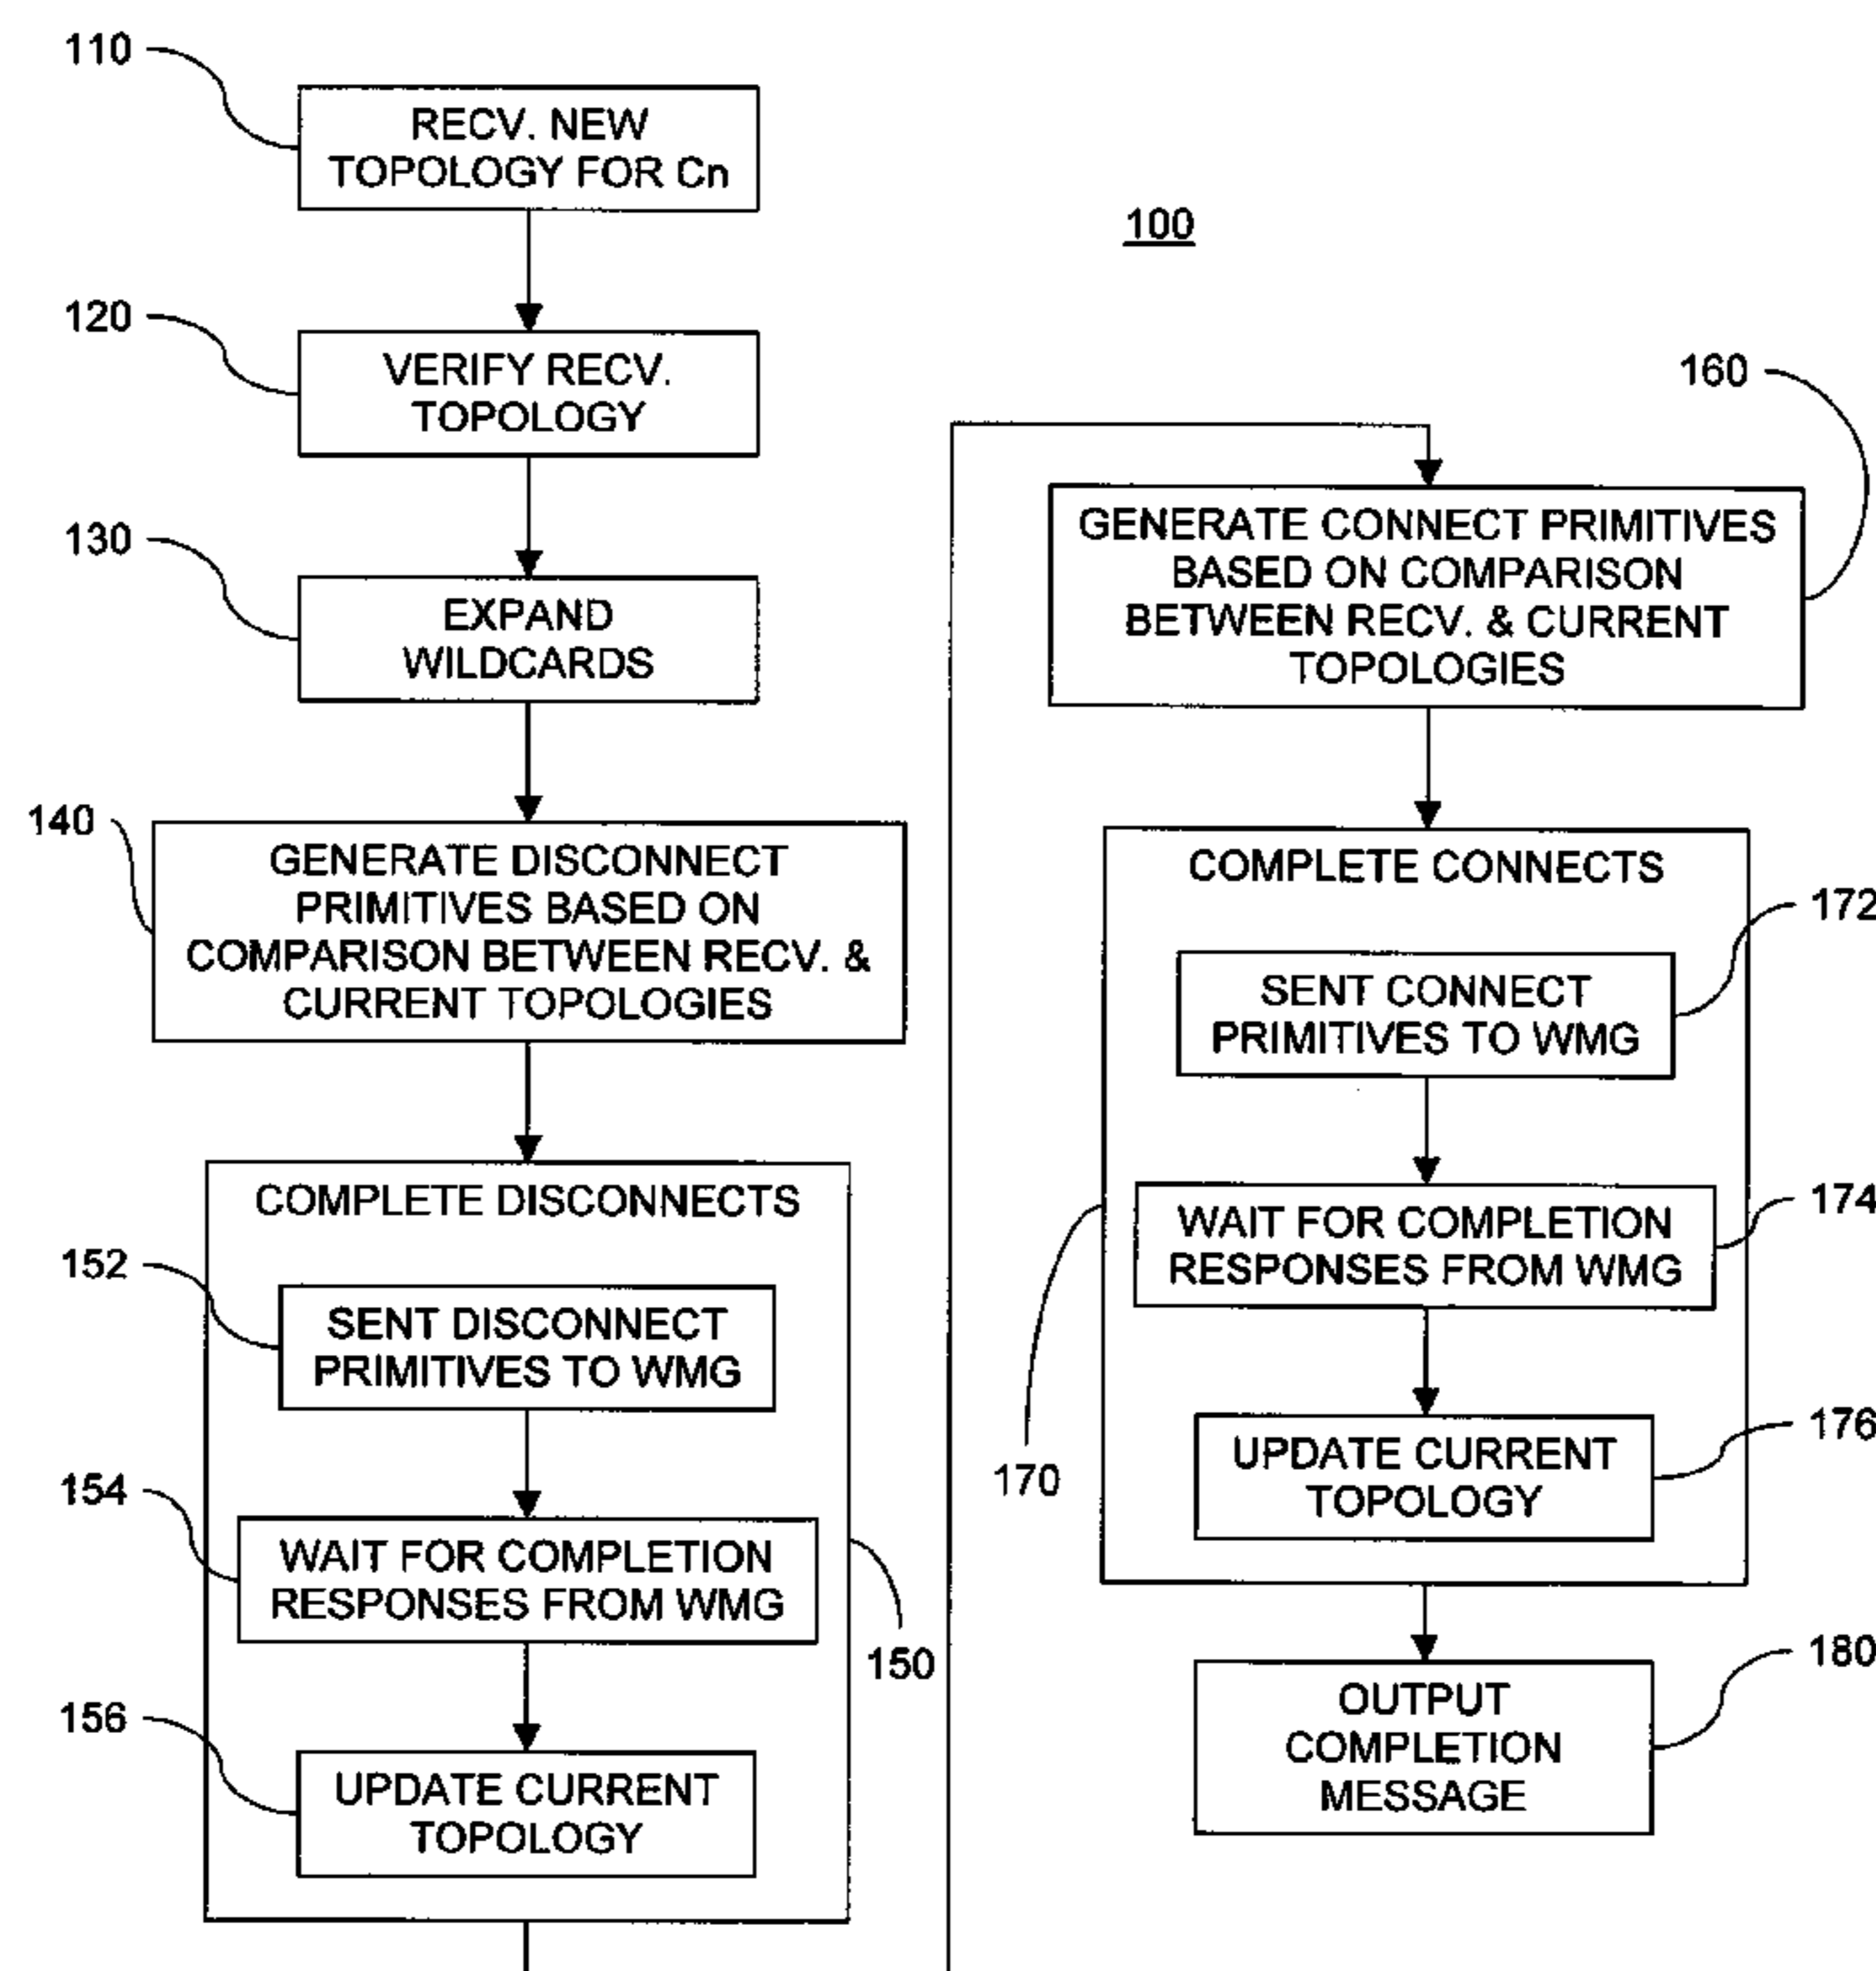 110
RECV. NEW
TOPOLOGY FOR Cn
100
120
VERIFY RECV.
TOPOLOGY
130
EXPAND
WILDCARDS
140
GENERATE DISCONNECT
PRIMITIVES BASED ON
COMPARISON BETWEEN RECV. &
CURRENT TOPOLOGIES
COMPLETE DISCONNECTS
152
SENT DISCONNECT
PRIMITIVES TO WMG
154
WAIT FOR COMPLETION
RESPONSES FROM WMG
150
156
UPDATE CURRENT
TOPOLOGY
160
GENERATE CONNECT PRIMITIVES
BASED ON COMPARISON
BETWEEN RECV. & CURRENT
TOPOLOGIES
COMPLETE CONNECTS
172
SENT CONNECT
PRIMITIVES TO WMG
174
WAIT FOR COMPLETION
RESPONSES FROM WMG
170
176
UPDATE CURRENT
TOPOLOGY
180
OUTPUT
COMPLETION
MESSAGE